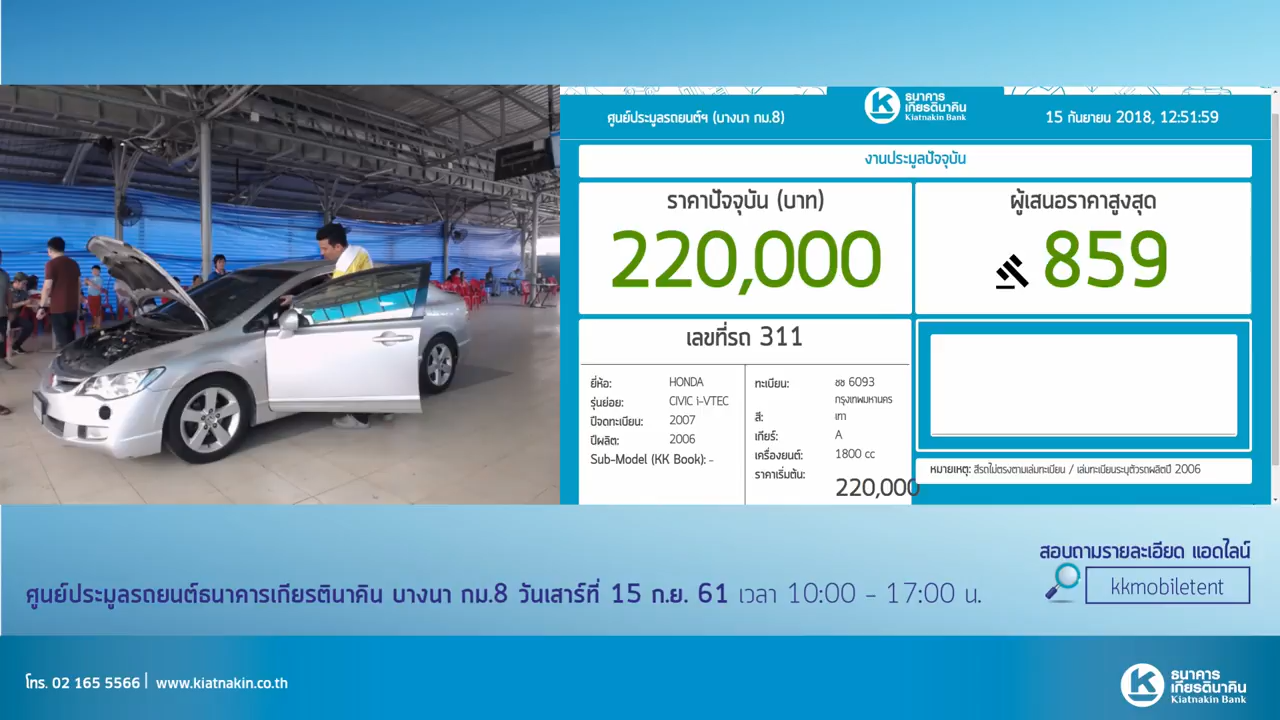 ศูนย์ประมูลรถยนต์ฯ (บางนา กม.8)
ธนาคาร
เกียรตินาคิน
Kiatnakin Bank
15 กันยายน 2018, 12:51:59
งานประมูลปัจจุบัน
ราคาปัจจุบัน (บาท)
220,000
ผู้เสนอราคาสูงสุด
859
เลขที่รถ 311
ยี่ห้อ: HONDA
รุ่นย่อย: CIVIC i-VTEC
ปีจดทะเบียน: 2007
ปีผลิต: 2006
Sub-Model (KK Book): -
ทะเบียน: ชช 6093
กรุงเทพมหานคร
สี: เทา
เกียร์: A
เครื่องยนต์: 1800 cc
ราคาเริ่มต้น:
220,000
หมายเหตุ: สีรถไม่ตรงตามเล่มทะเบียน / เล่มทะเบียนระบุตัวรถผลิตปี 2006
สอบถามรายละเอียด แอดไลน์
kkmobiletent
ศูนย์ประมูลรถยนต์ธนาคารเกียรตินาคิน บางนา กม.8 วันเสาร์ที่ 15 ก.ย. 61 เวลา 10:00 - 17:00 น.
โทร. 02 165 5566 | www.kiatnakin.co.th
ธนาคาร
เกียรตินาคิน
Kiatnakin Bank